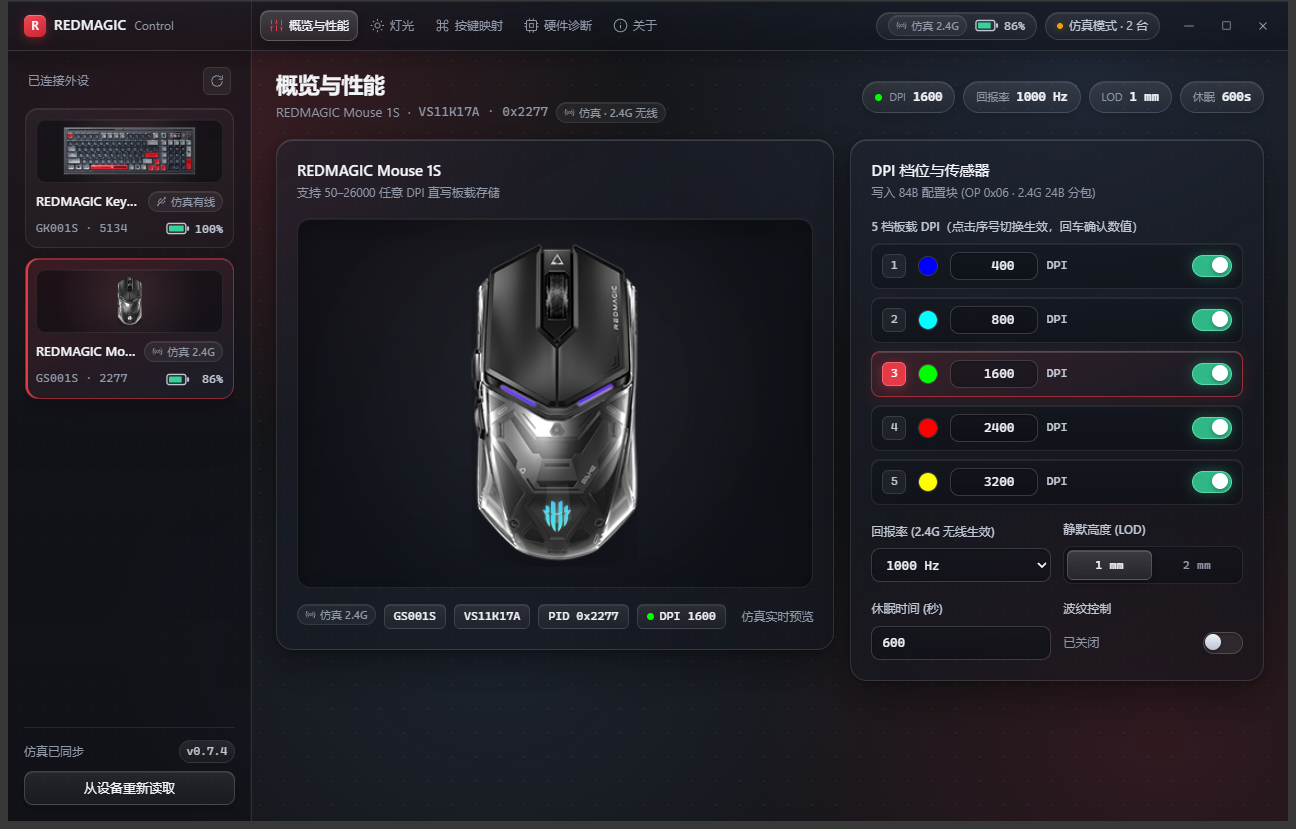 R REDMAGIC Control
概览与性能 灯光 按键映射 硬件诊断 关于
仿真 2.4G 86% 仿真模式 · 2 台
已连接外设
REDMAGIC Key... 仿真有线
GK001S · 5134 100%
REDMAGIC Mo... 仿真 2.4G
GS001S · 2277 86%
仿真已同步 v0.7.4
从设备重新读取
概览与性能
REDMAGIC Mouse 1S · VS11K17A · 0x2277 仿真 · 2.4G 无线
DPI 1600 回报率 1000 Hz LOD 1 mm 休眠 600s
REDMAGIC Mouse 1S
支持 50–26000 任意 DPI 直写板载存储
REDMAGIC
仿真 2.4G GS001S VS11K17A PID 0x2277 DPI 1600 仿真实时预览
DPI 档位与传感器
写入 84B 配置块 (OP 0x06 · 2.4G 24B 分包)
5 档板载 DPI（点击序号切换生效，回车确认数值）
1 400 DPI
2 800 DPI
3 1600 DPI
4 2400 DPI
5 3200 DPI
回报率 (2.4G 无线生效) 静默高度 (LOD)
1000 Hz 1 mm 2 mm
休眠时间 (秒) 波纹控制
600 已关闭